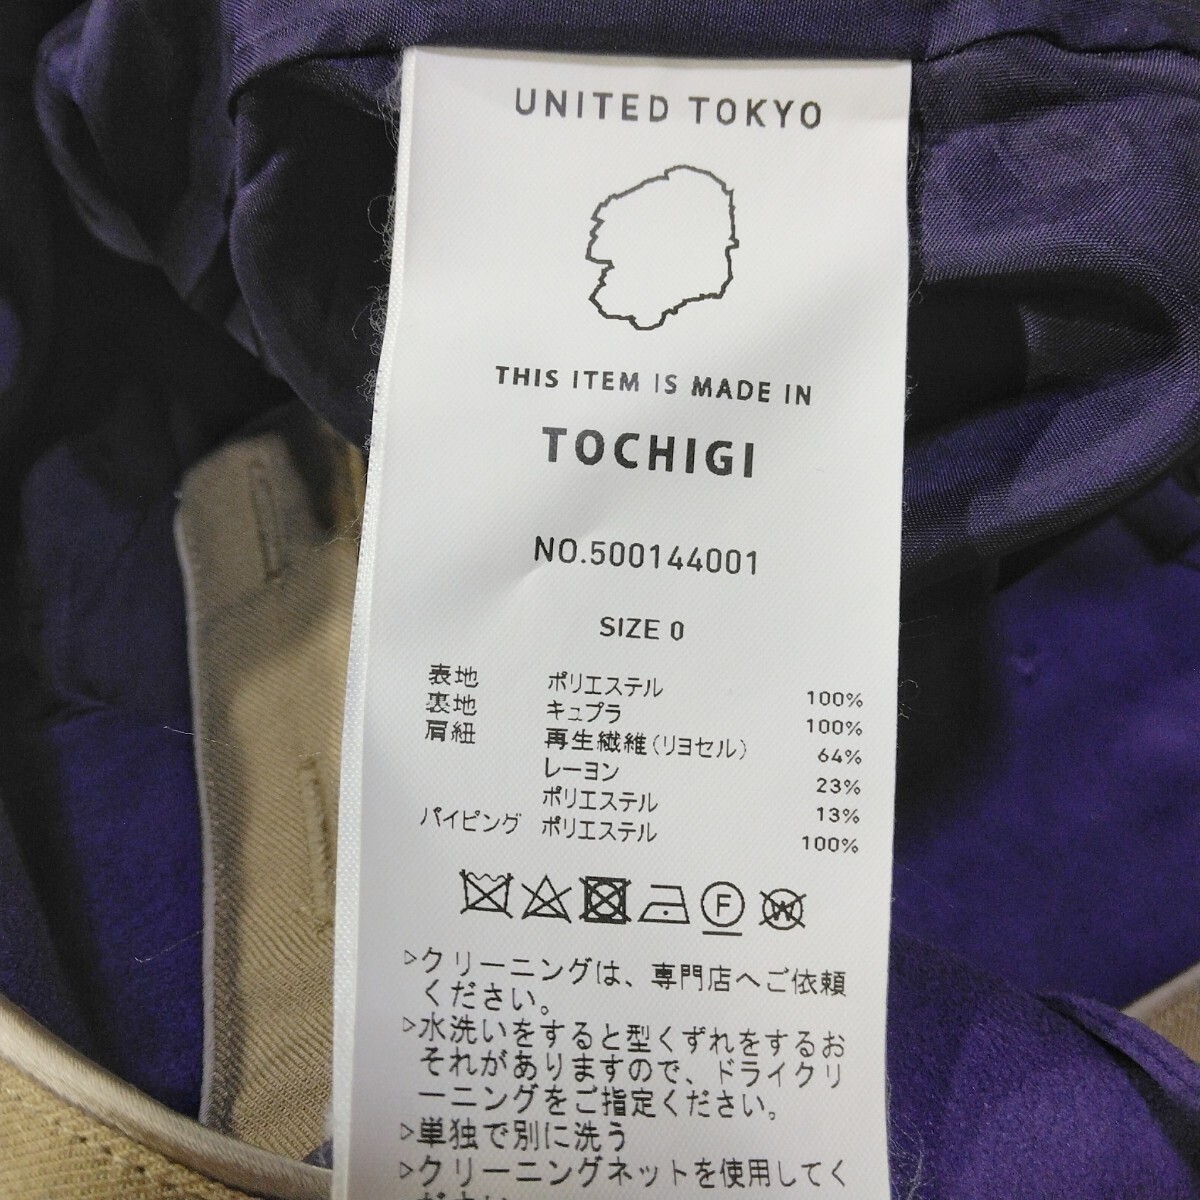 UNITED TOKYO
THIS ITEM IS MADE IN
TOCHIGI
NO.500144001
SIZE 0
表地 ポリエステル 100%
裏地 キュプラ 100%
肩紐 再生繊維(リヨセル) 64%
レーヨン 23%
ポリエステル 13%
パイピング ポリエステル 100%
F W
▷クリーニングは、専門店へご依頼
ください。
▷水洗いをすると型くずれをするお
それがありますので、ドライクリ
ーニングをご指定ください。
▷単独で別に洗う
▷クリーニングネットを使用してく
ださい